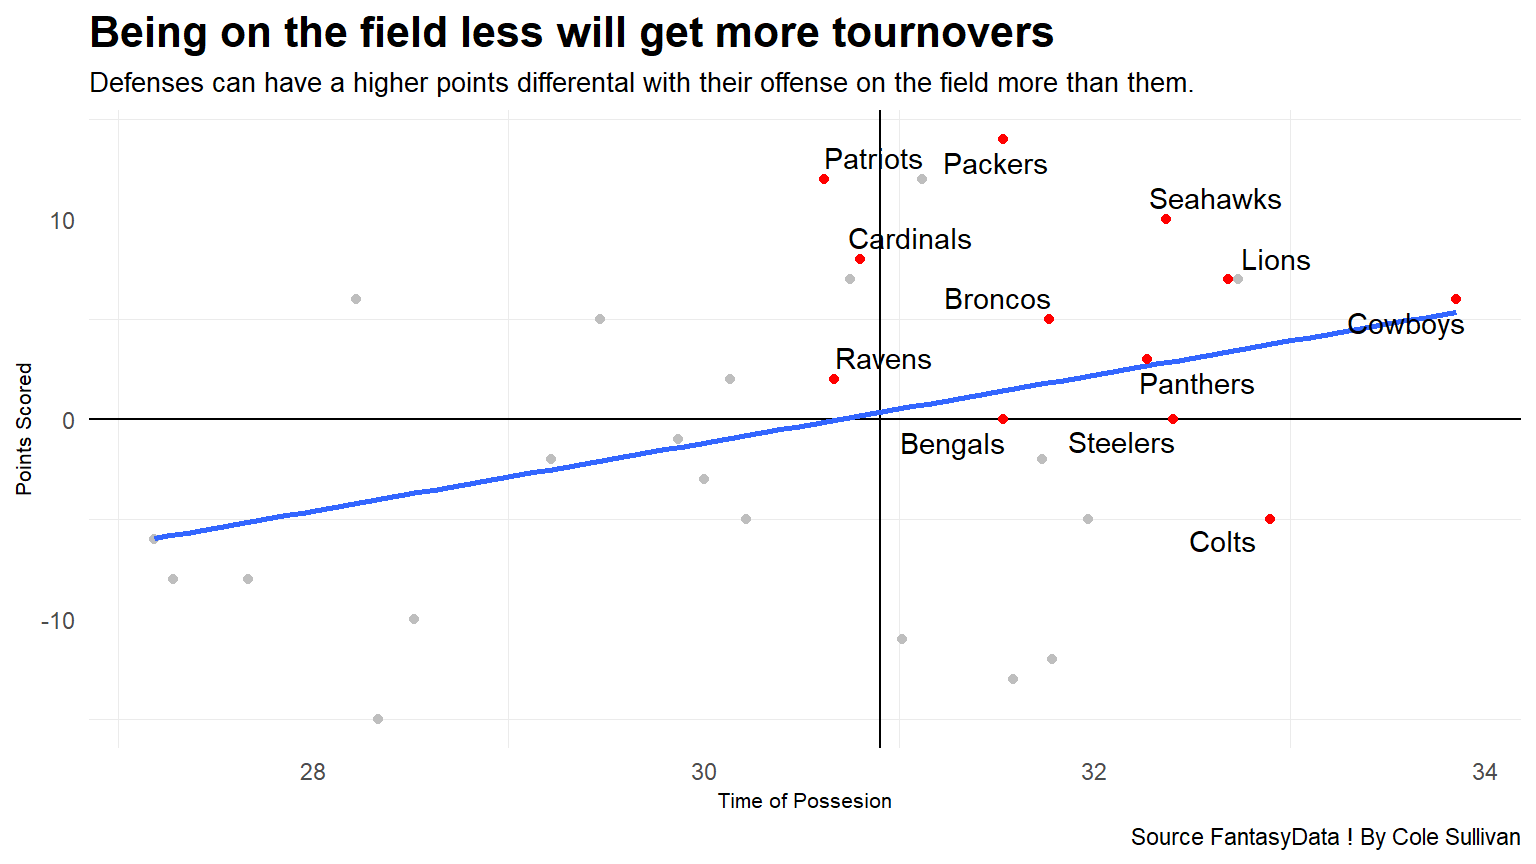 Being on the field less will get more tournovers
Defenses can have a higher points differental with their offense on the field more than them.
Patriots
Packers
Seahawks
10
Cardinals
Lions
Broncos
Cowboys
Ravens
Panthers
Points Scored
0
Bengals
Steelers
Colts
-10
28
30
32
34
Time of Possesion
Source FantasyData ! By Cole Sullivan